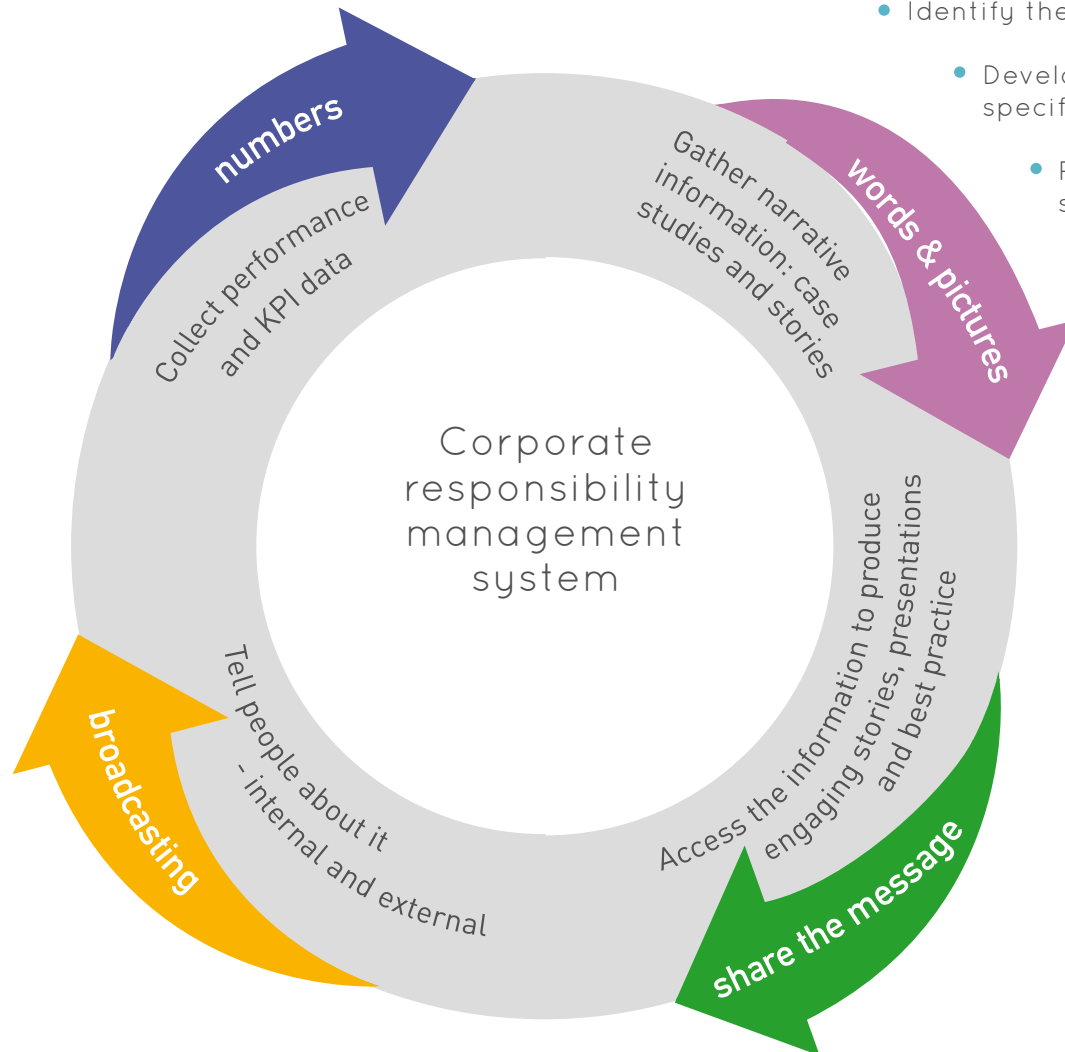 Identify the
numbers
Collect performance
and KPI data
words & pictures
Gather narrative
information: case
studies and stories
Corporate
responsibility
management
system
Access the information to produce
engaging stories, presentations
and best practice
share the message
Tell people about it
- internal and external
broadcasting